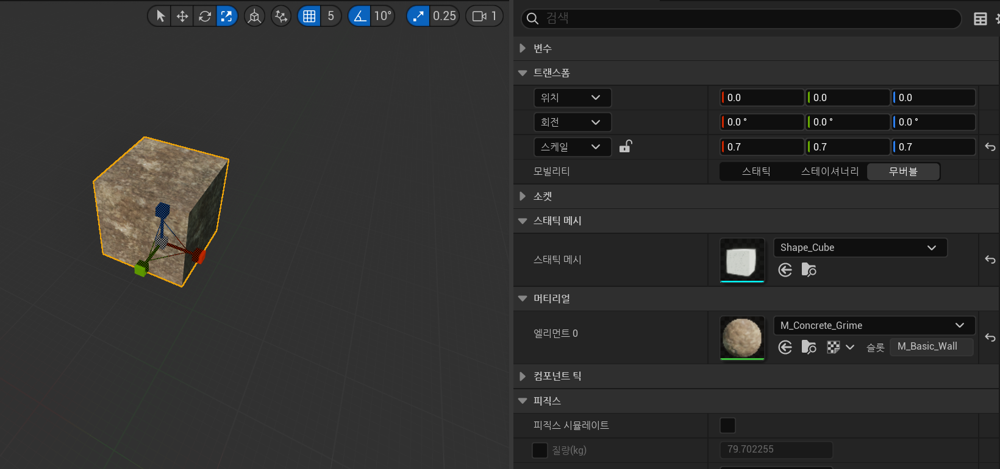 5 10° 0.25 1
검색
변수
트랜스폼
위치 0.0 0.0 0.0
회전 0.0 ° 0.0 ° 0.0 °
스케일 0.7 0.7 0.7
모빌리티 스태틱 스테이셔너리 무버블
소켓
스태틱 메시
스태틱 메시 Shape_Cube
머티리얼
엘리먼트 0 M_Concrete_Grime
슬롯 M_Basic_Wall
컴포넌트 틱
피직스
피직스 시뮬레이트
질량(kg) 79.702255